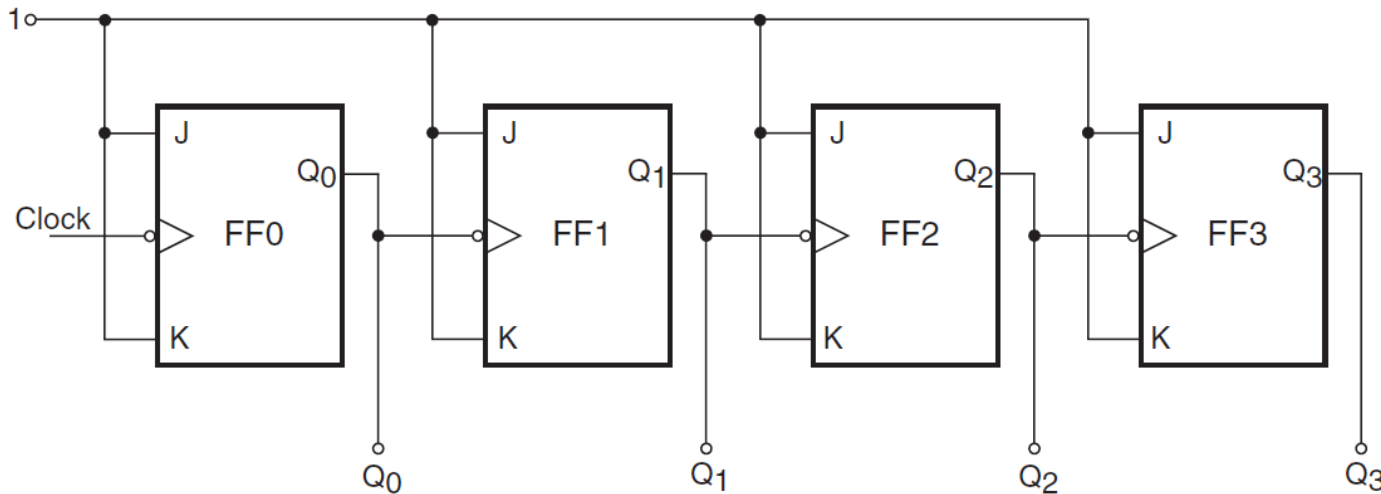 1
J J J J
Q0 Q1 Q2 Q3
Clock FF0 FF1 FF2 FF3
K K K K
Q0 Q1 Q2 Q3